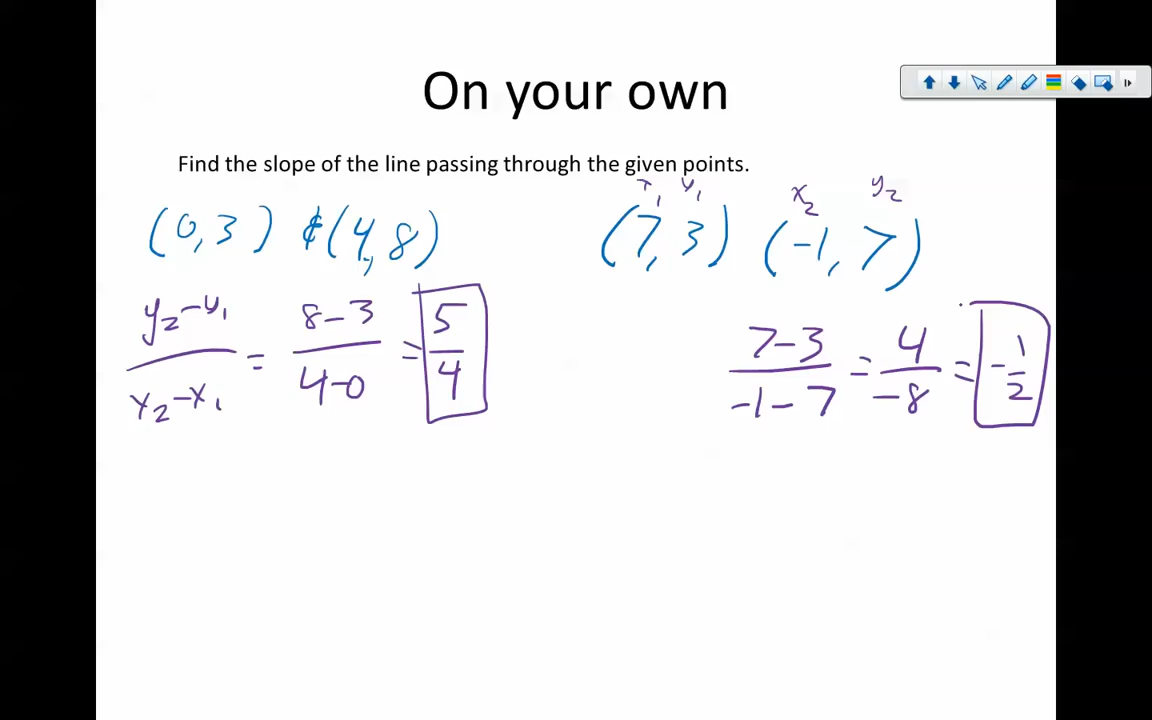 On your own
Find the slope of the line passing through the given points.
x₁ y₁ x₂ y₂
(0,3) & (4,8) (7,3) (-1,7)
y₂-y₁ / x₂-x₁ = 8-3 / 4-0 = 5/4
7-3 / -1-7 = 4 / -8 = -1/2